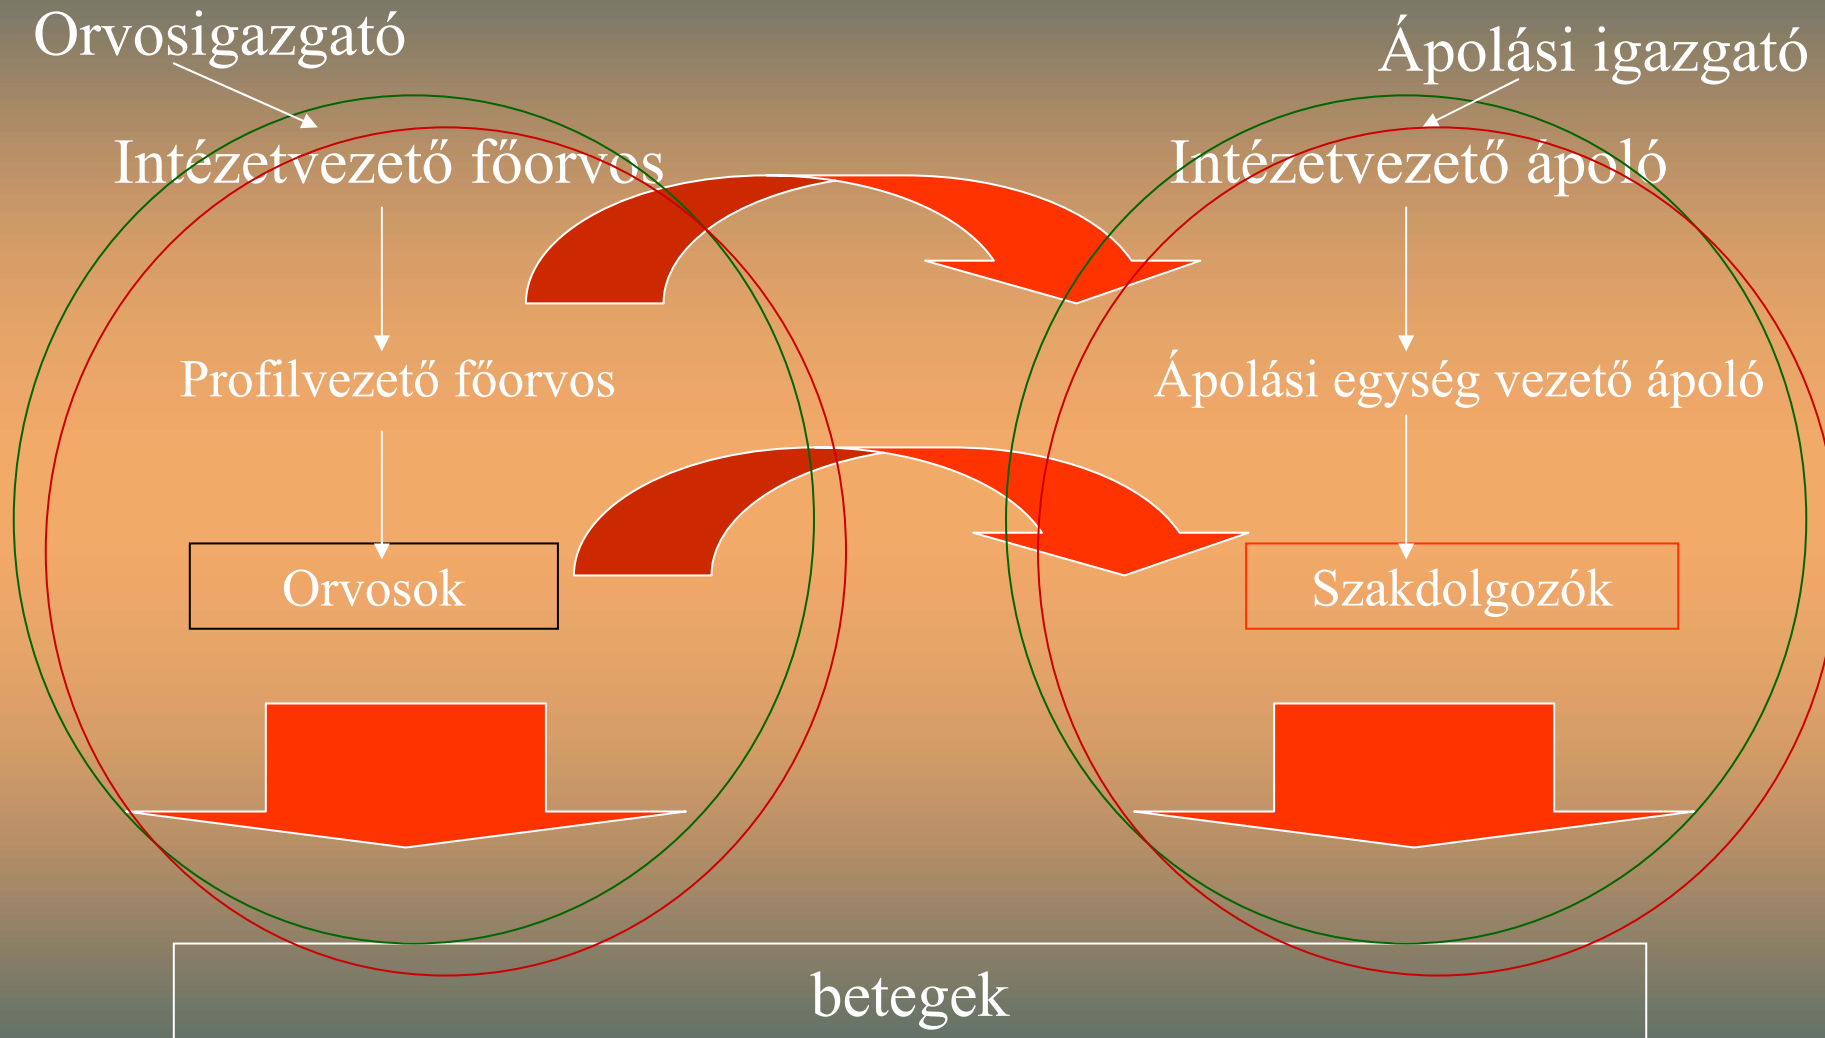 Orvosigazgató
Ápolási igazgató
Intézetvezető főorvos
Intézetvezető ápoló
Profilvezető főorvos
Ápolási egység vezető ápoló
Orvosok
Szakdolgozók
betegek